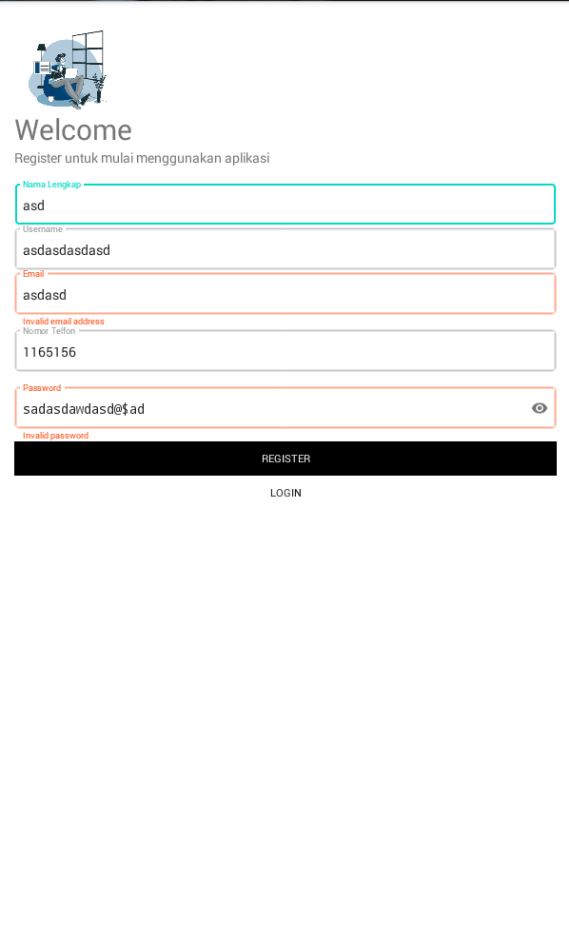 Welcome
Register untuk mulai menggunakan aplikasi
Nama Lengkap
asd
Username
asdasdasdasd
Email
asdasd
Invalid email address
Nomor Telfon
1165156
Password
sadasdawdasd@$ad
Invalid password
REGISTER
LOGIN